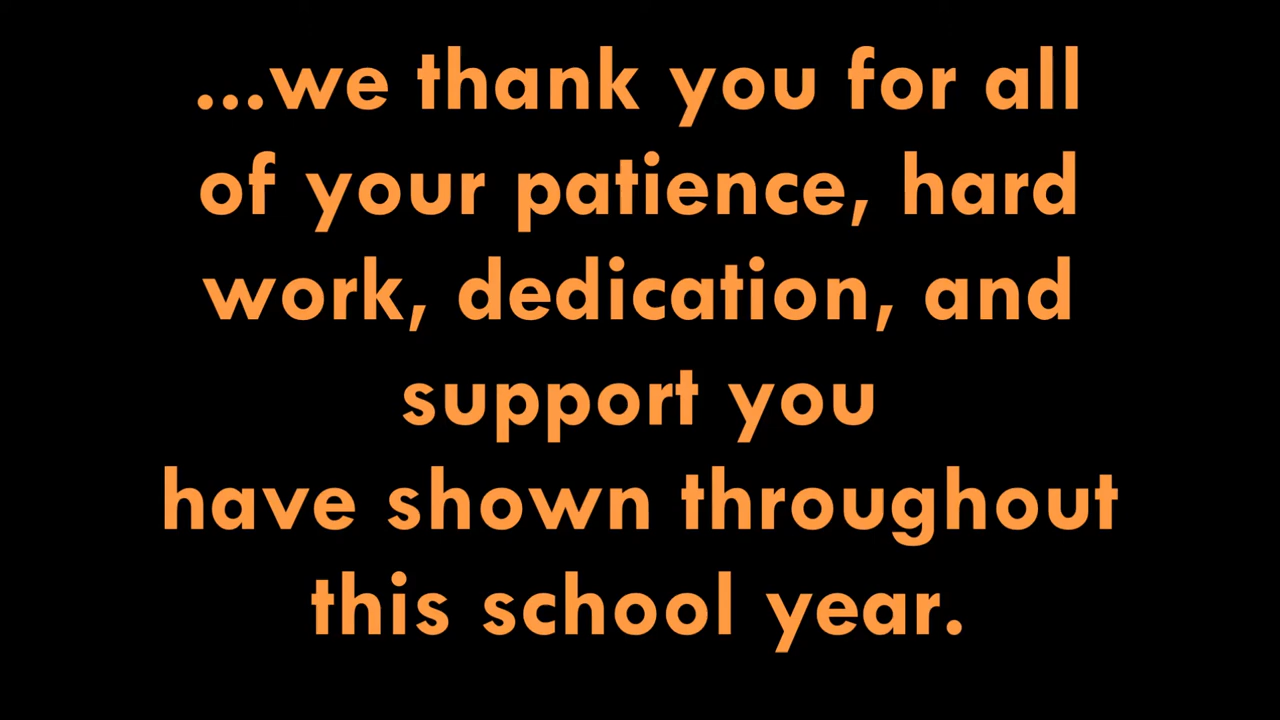 ...we thank you for all
of your patience, hard
work, dedication, and
support you
have shown throughout
this school year.